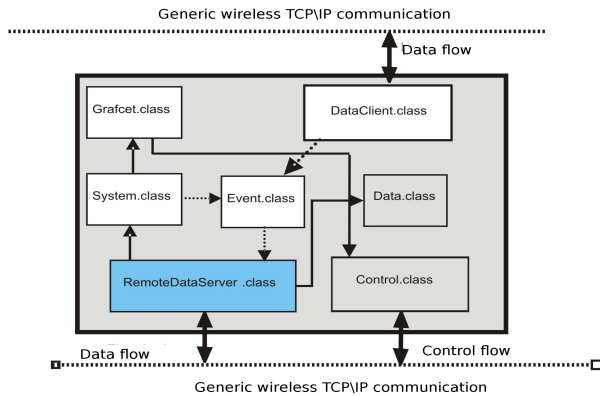 Generic wireless TCP\IP communication
Data flow
Grafcet.class
DataClient.class
System.class
Event.class
Data.class
RemoteDataServer .class
Control.class
Data flow
Control flow
Generic wireless TCP\IP communication